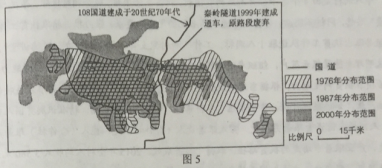 108国道建成于20世纪70年代
秦岭隧道1999年建成
通车，原路段废弃
国 道
1976年分布范围
1987年分布范围
2000年分布范围
比例尺 0 15千米
图 5